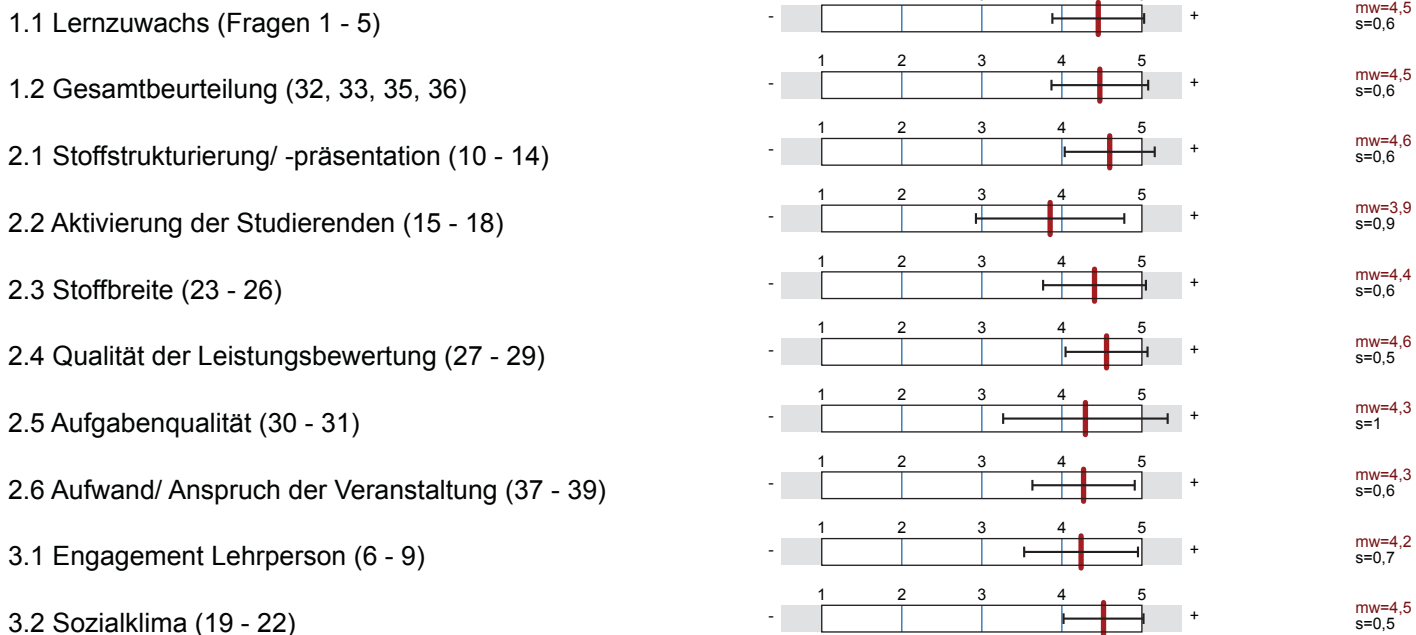 1.1 Lernzuwachs (Fragen 1 - 5) - + mw=4,5
s=0,6
1 2 3 4 5
1.2 Gesamtbeurteilung (32, 33, 35, 36) - + mw=4,5
s=0,6
1 2 3 4 5
2.1 Stoffstrukturierung/ -präsentation (10 - 14) - + mw=4,6
s=0,6
1 2 3 4 5
2.2 Aktivierung der Studierenden (15 - 18) - + mw=3,9
s=0,9
1 2 3 4 5
2.3 Stoffbreite (23 - 26) - + mw=4,4
s=0,6
1 2 3 4 5
2.4 Qualität der Leistungsbewertung (27 - 29) - + mw=4,6
s=0,5
1 2 3 4 5
2.5 Aufgabenqualität (30 - 31) - + mw=4,3
s=1
1 2 3 4 5
2.6 Aufwand/ Anspruch der Veranstaltung (37 - 39) - + mw=4,3
s=0,6
1 2 3 4 5
3.1 Engagement Lehrperson (6 - 9) - + mw=4,2
s=0,7
1 2 3 4 5
3.2 Sozialklima (19 - 22) - + mw=4,5
s=0,5